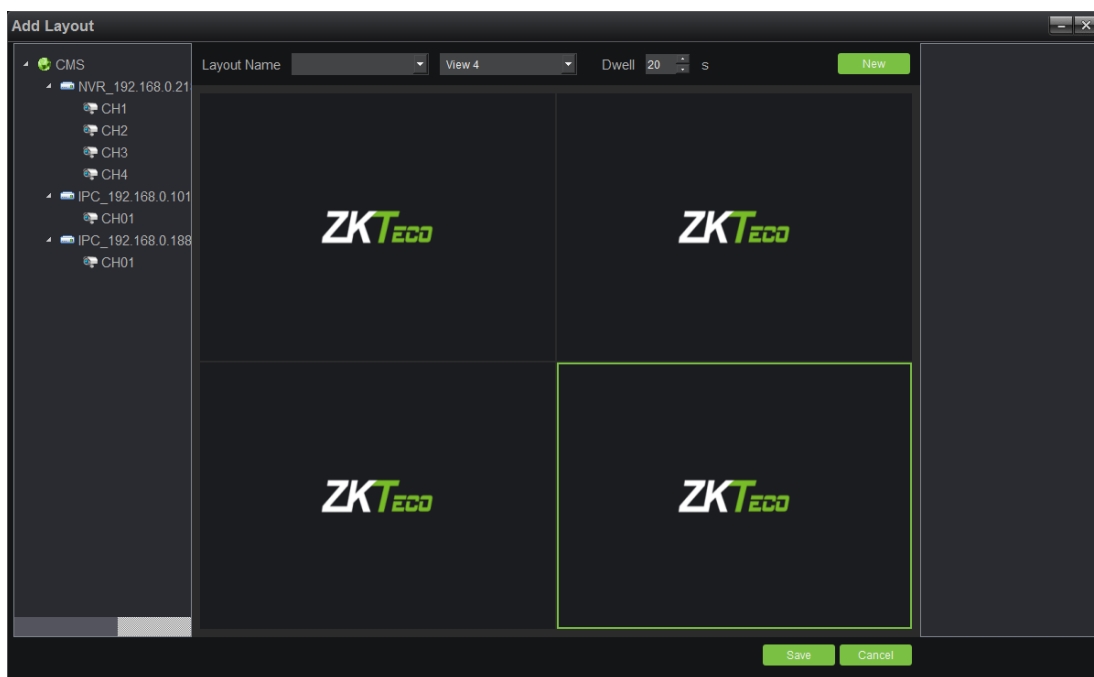 Add Layout
CMS
NVR_192.168.0.21
CH1
CH2
CH3
CH4
IPC_192.168.0.101
CH01
IPC_192.168.0.188
CH01
Layout Name View 4 Dwell 20 s New
ZKTECO ZKTECO
ZKTECO ZKTECO
Save Cancel